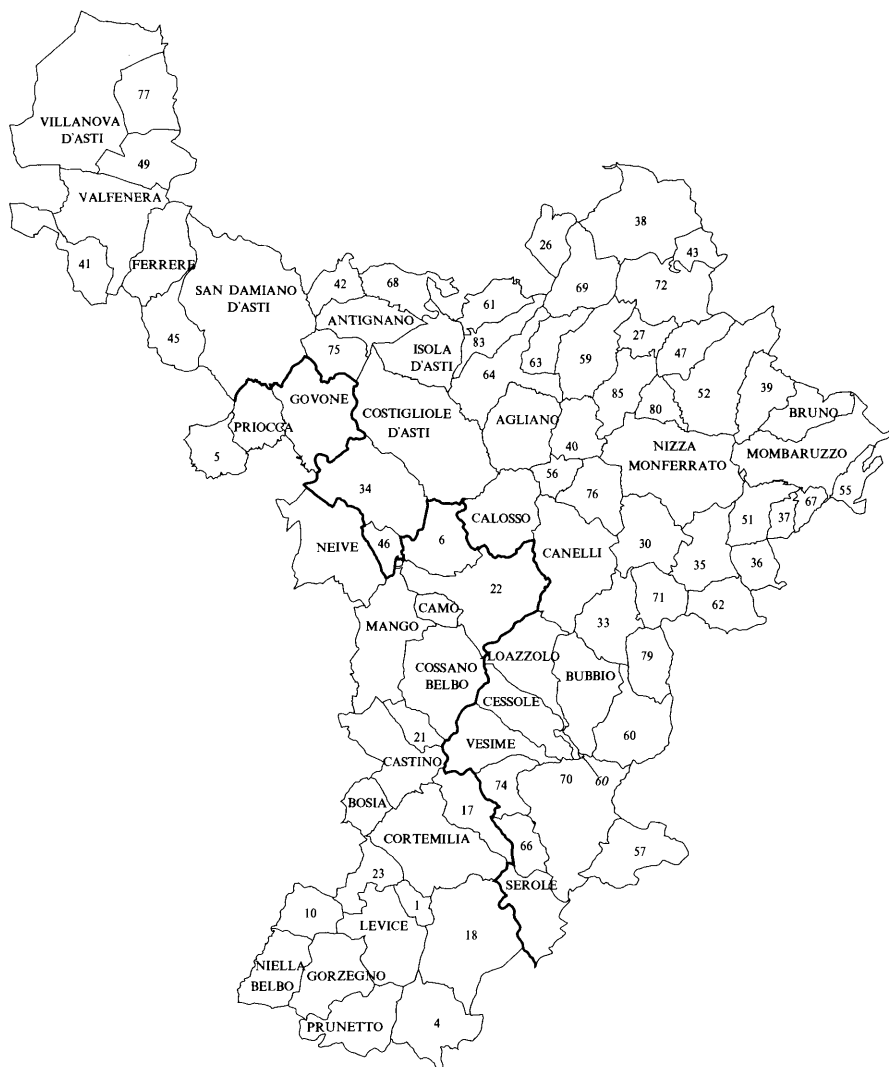 77
VILLANOVA
D'ASTI
49
VALFENERA
38
26
43
41
FERRERE
42
68
69
72
SAN DAMIANO
D'ASTI
61
ANTIGNANO
45
75
ISOLA
D'ASTI
83
63
59
27
47
64
GOVONE
COSTIGLIOLE
D'ASTI
AGLIANO
85
80
52
39
BRUNO
PRIOCCA
5
40
NIZZA
MONFERRATO
MOMBARUZZO
56
34
76
55
67
CALOSSO
51
37
NEIVE
46
6
CANELLI
30
35
36
22
CAMO
71
62
MANGO
33
LOAZZOLO
79
COSSANO
BELBO
BUBBIO
CESSOLE
21
VESIME
60
CASTINO
74
70
60
BOSIA
17
CORTEMILIA
66
57
23
SEROLE
10
1
LEVICE
18
NIELLA
BELBO
GORZEGNO
PRUNETTO
4